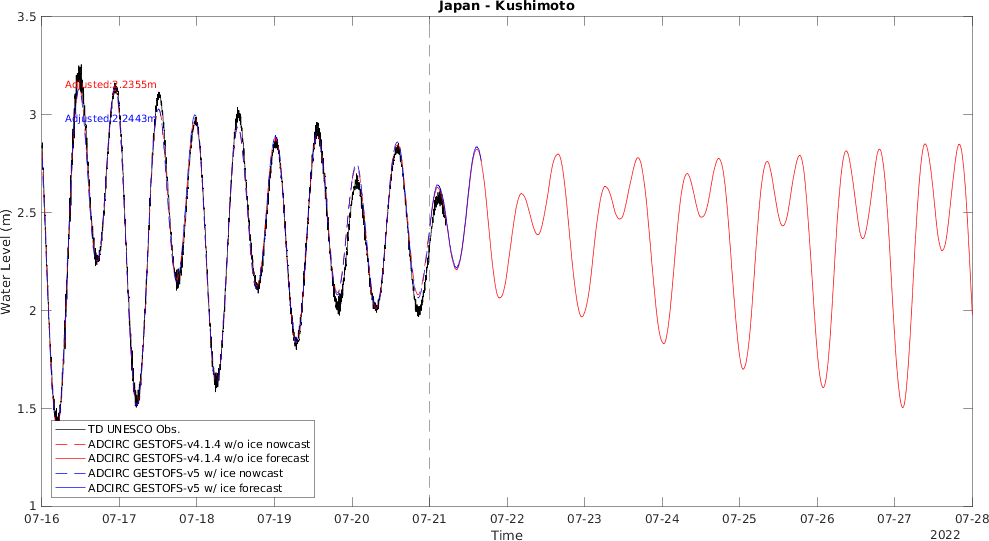 Japan - Kushimoto
3.5
3
2.5
2
1.5
1
Water Level (m)
Adjusted:2.2355m
Adjusted:2.2443m
TD UNESCO Obs.
ADCIRC GESTOFS-v4.1.4 w/o ice nowcast
ADCIRC GESTOFS-v4.1.4 w/o ice forecast
ADCIRC GESTOFS-v5 w/ ice nowcast
ADCIRC GESTOFS-v5 w/ ice forecast
07-16 07-17 07-18 07-19 07-20 07-21 07-22 07-23 07-24 07-25 07-26 07-27 07-28
Time
2022